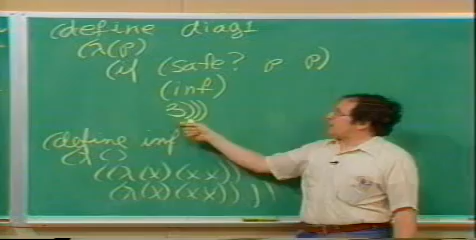 (define diag1
(λ(p)
(if (safe? p p)
(inf)
3)))
(define inf
(λ ()
((λ(x)(x x))
(λ(x)(x x)))))